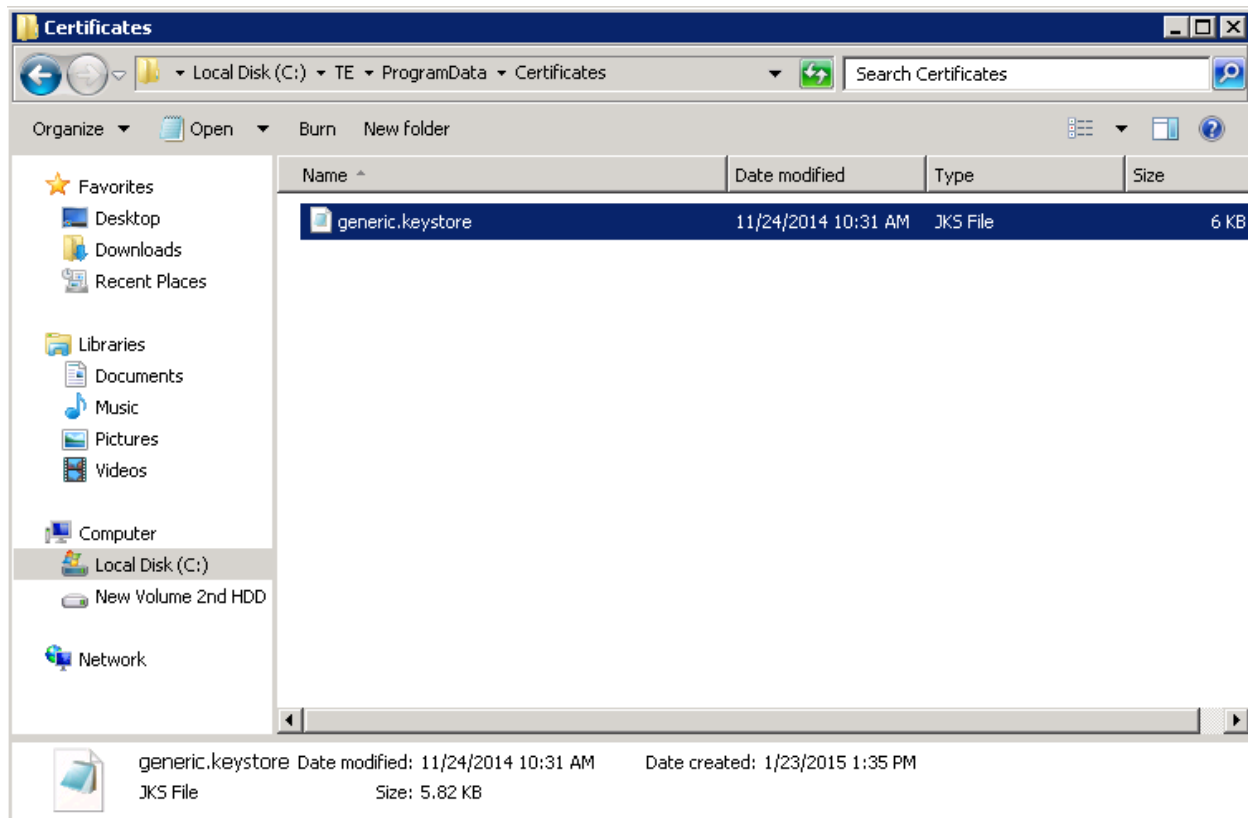 Certificates
Local Disk (C:) TE ProgramData Certificates Search Certificates
Organize Open Burn New folder
Name Date modified Type Size
generic.keystore 11/24/2014 10:31 AM JKS File 6 KB
Favorites
Desktop
Downloads
Recent Places
Libraries
Documents
Music
Pictures
Videos
Computer
Local Disk (C:)
New Volume 2nd HDD
Network
generic.keystore Date modified: 11/24/2014 10:31 AM Date created: 1/23/2015 1:35 PM
JKS File Size: 5.82 KB